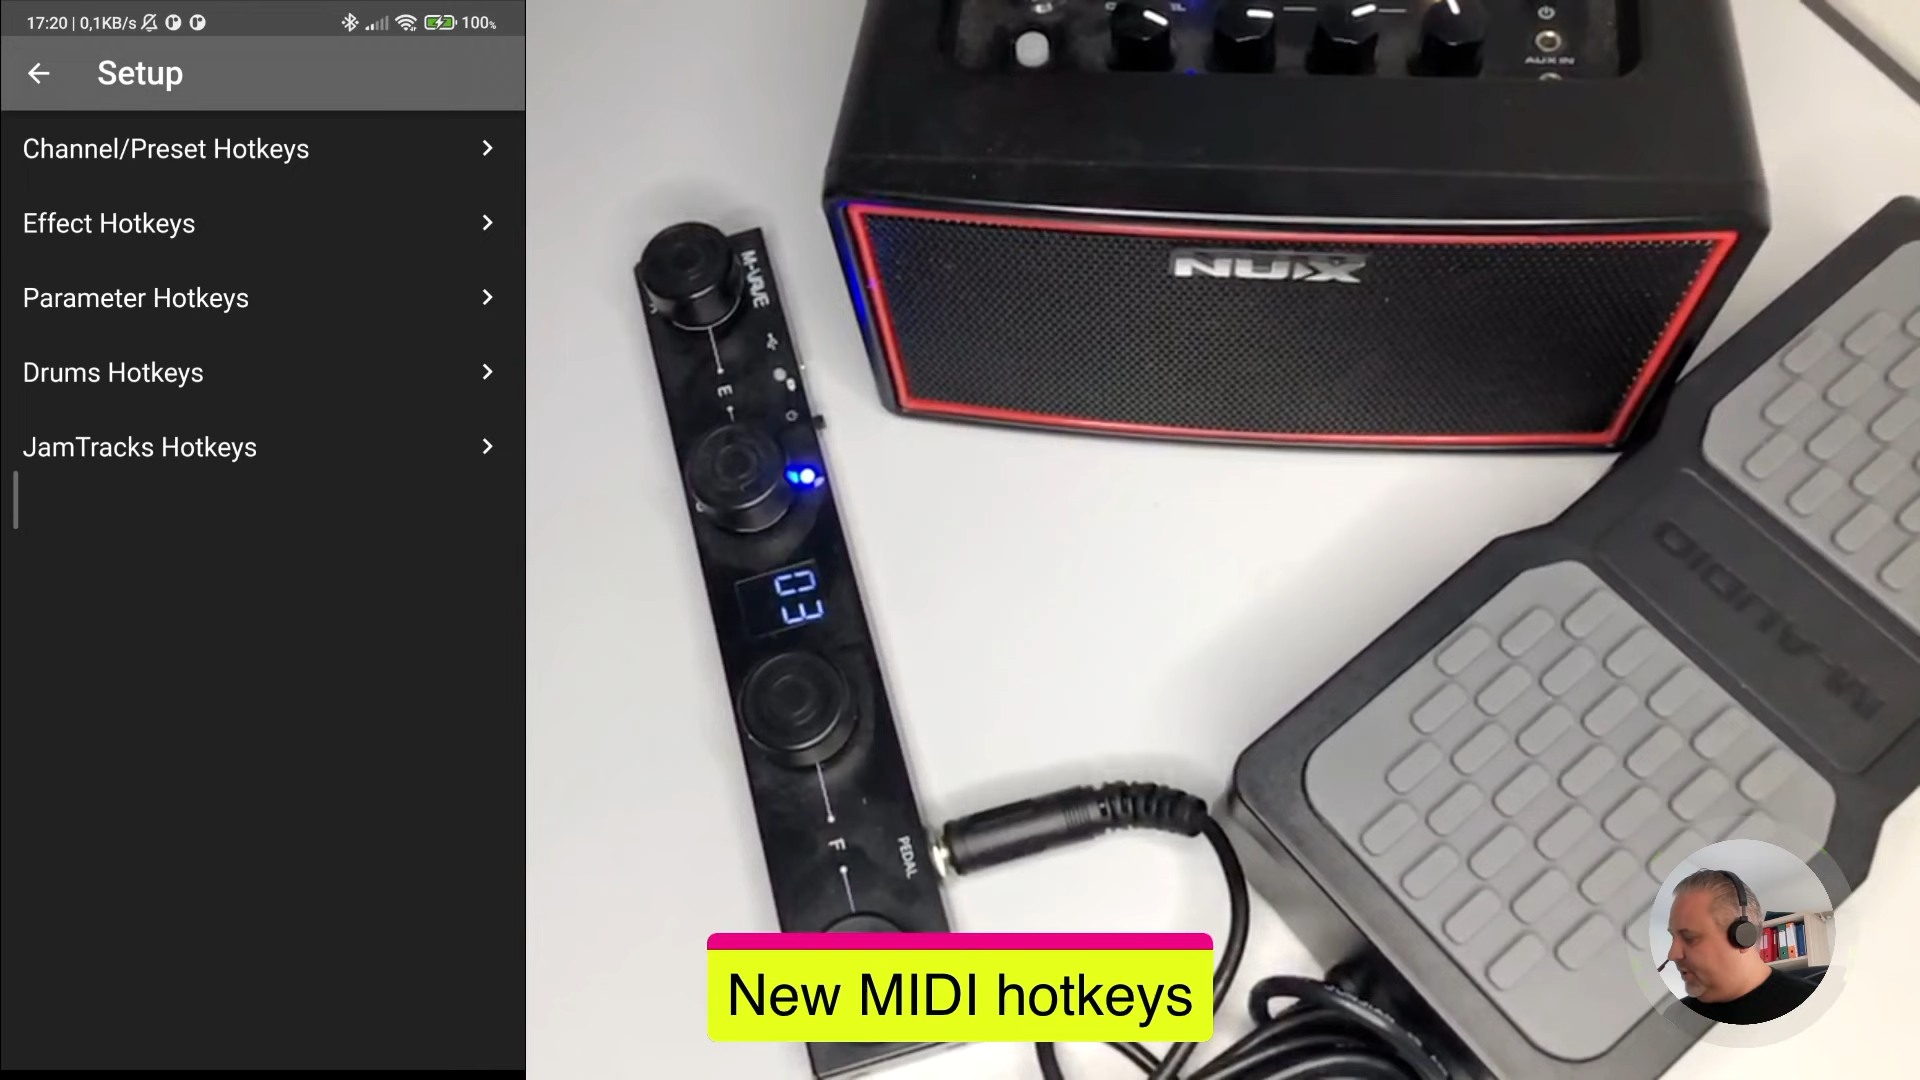 17:20 | 0,1KB/s
100%
Setup
Channel/Preset Hotkeys
Effect Hotkeys
Parameter Hotkeys
Drums Hotkeys
JamTracks Hotkeys
AUX IN
NUX
M-VAVE
E
03
F
PEDAL
M-AUDIO
New MIDI hotkeys